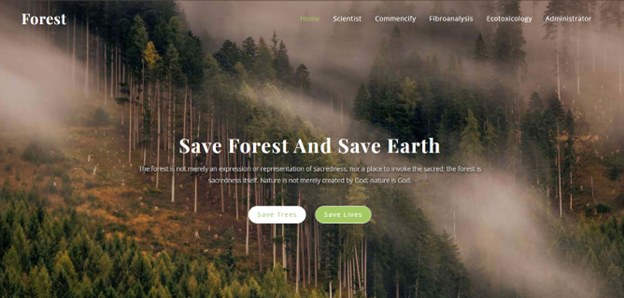 Forest
Home Scientist Commencify Fibroanalysis Ecotoxicology Administrator
Save Forest And Save Earth
The forest is not merely an expression or representation of sacredness, nor a place to invoke the sacred; the forest is
sacredness itself. Nature is not merely created by God; nature is God.
Save Trees Save Lives